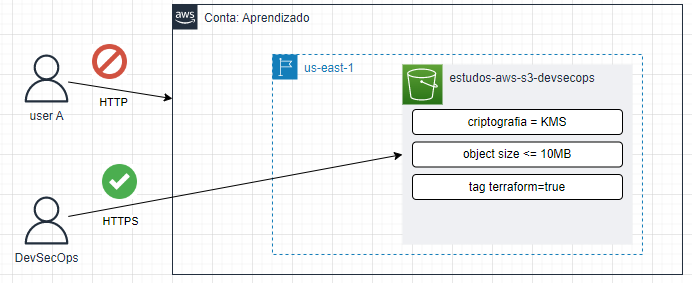 aws
Conta: Aprendizado
us-east-1
estudos-aws-s3-devsecops
criptografia = KMS
object size <= 10MB
tag terraform=true
HTTP
user A
HTTPS
DevSecOps